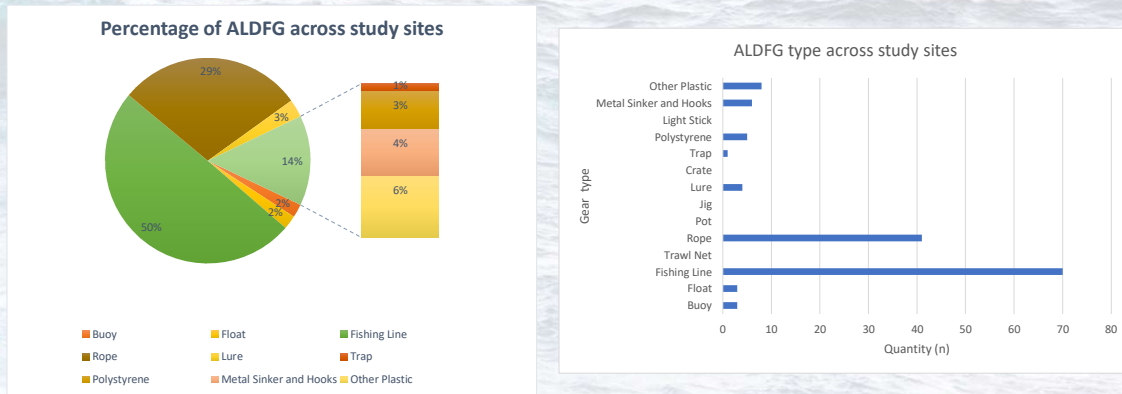 Percentage of ALDFG across study sites
29%
3%
14%
2%
2%
50%
1%
3%
4%
6%
Buoy Float Fishing Line
Rope Lure Trap
Polystyrene Metal Sinker and Hooks Other Plastic
ALDFG type across study sites
Gear type
Other Plastic
Metal Sinker and Hooks
Light Stick
Polystyrene
Trap
Crate
Lure
Jig
Pot
Rope
Trawl Net
Fishing Line
Float
Buoy
0 10 20 30 40 50 60 70 80
Quantity (n)